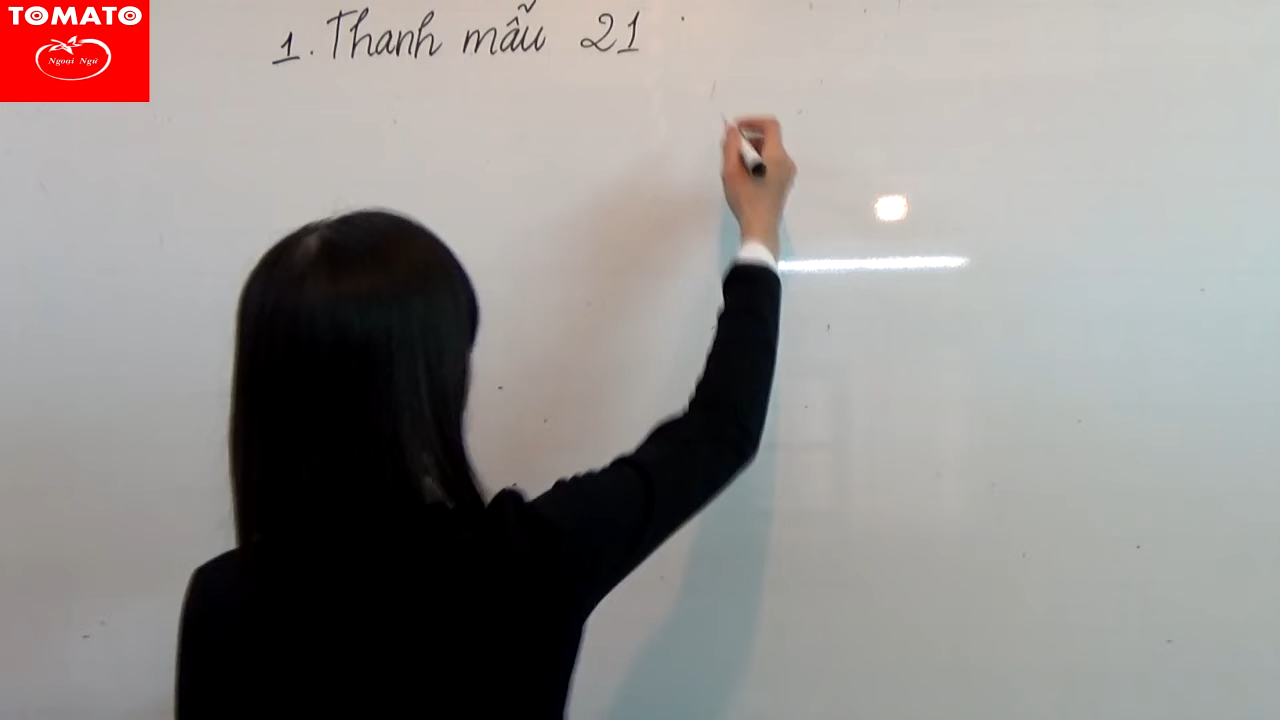 TOMATO
Ngoại Ngữ
1. Thanh mẫu 21